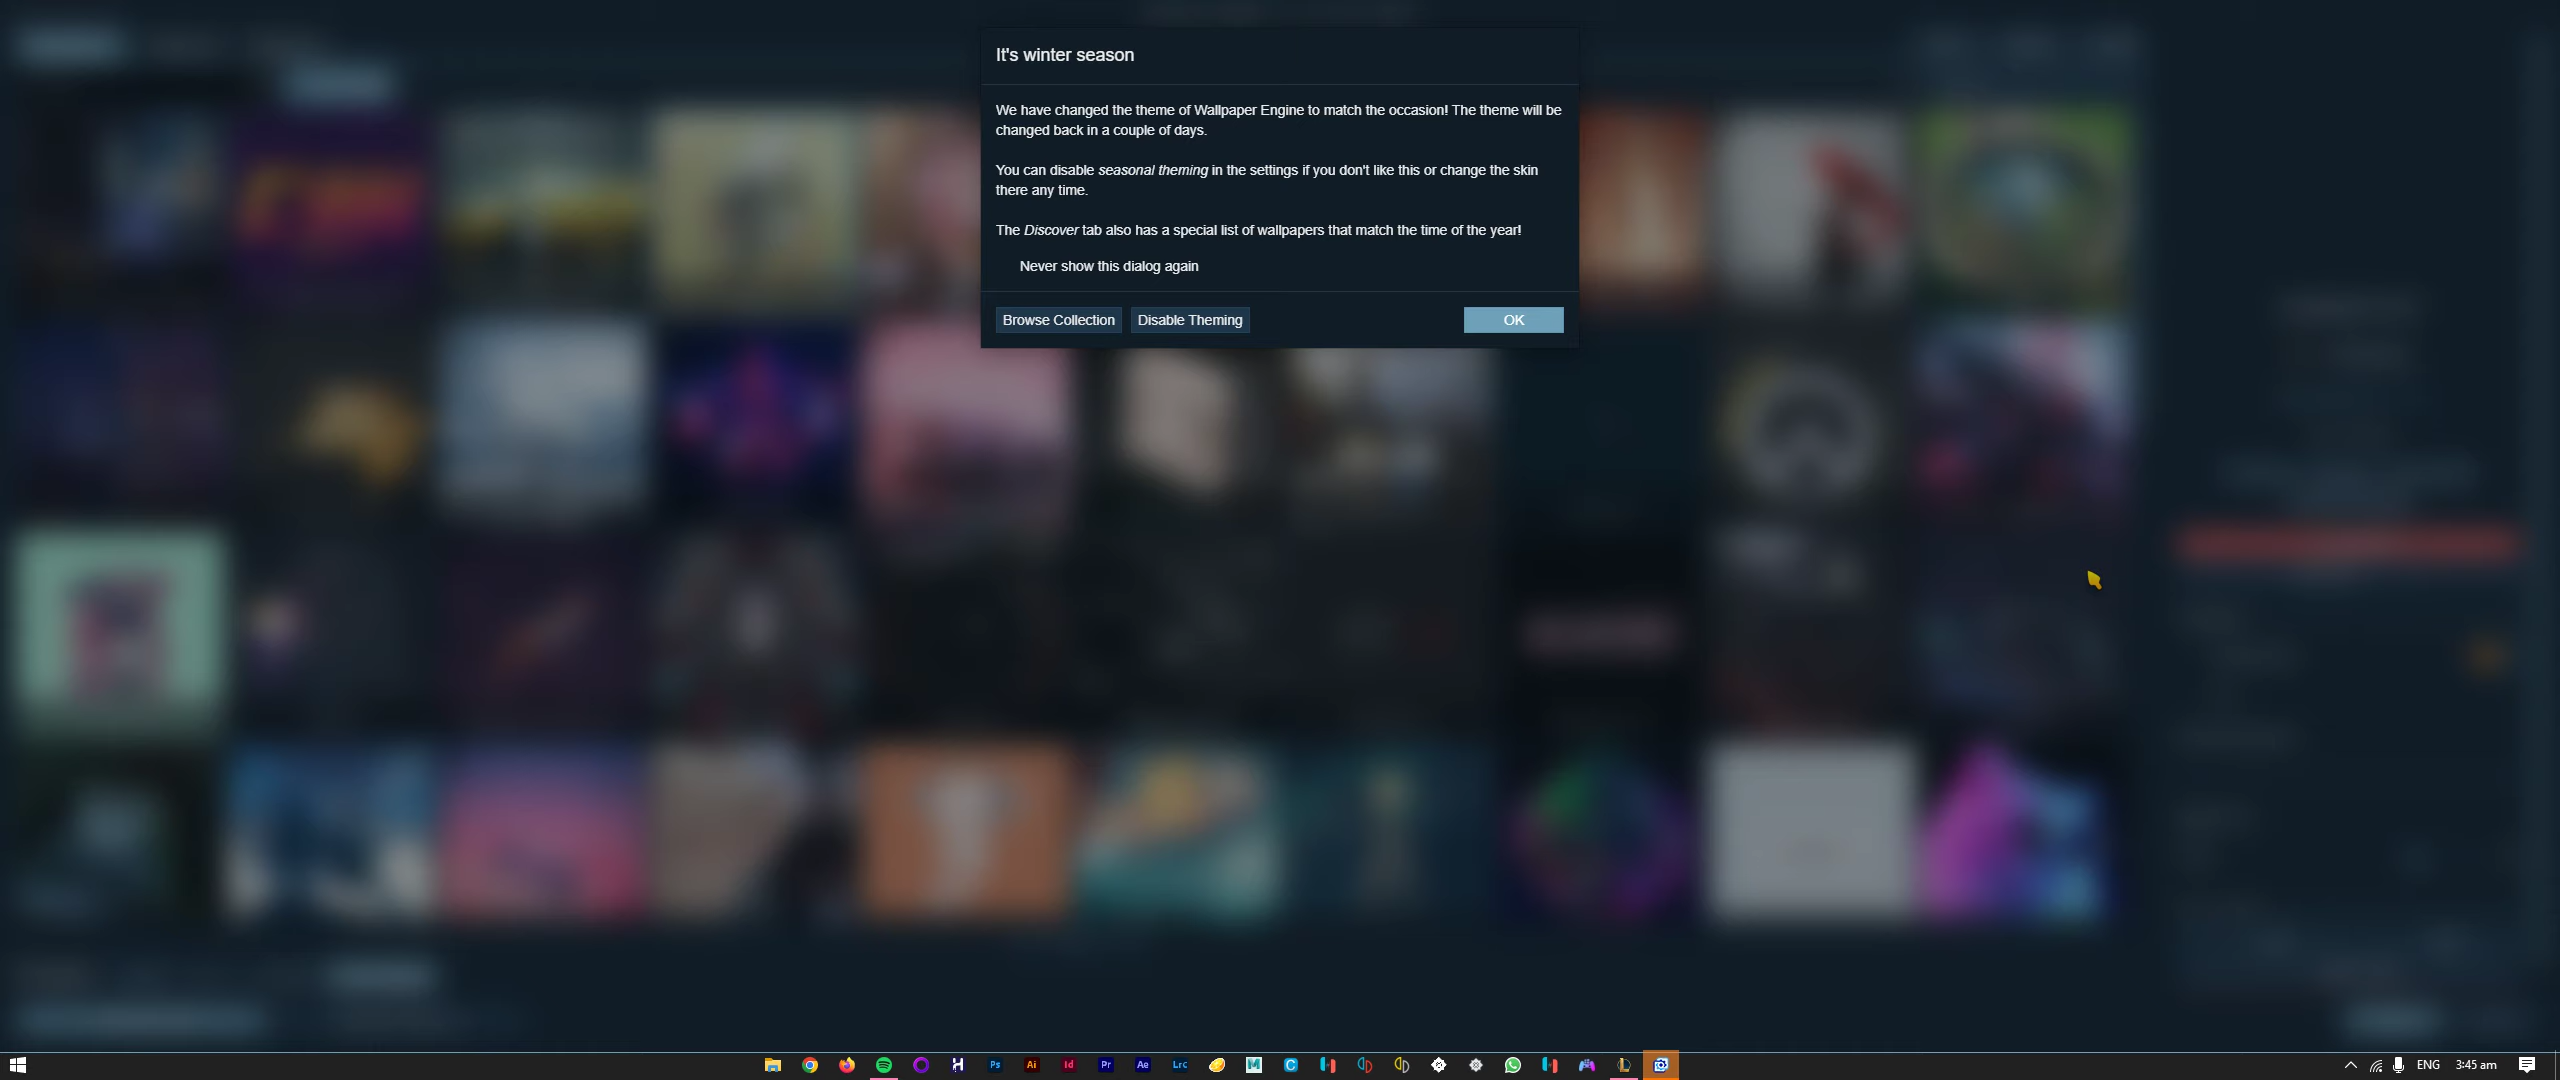 It's winter season
We have changed the theme of Wallpaper Engine to match the occasion! The theme will be
changed back in a couple of days.
You can disable seasonal theming in the settings if you don't like this or change the skin
there any time.
The Discover tab also has a special list of wallpapers that match the time of the year!
Never show this dialog again
Browse Collection
Disable Theming
OK
Ps
Ai
Id
Pr
Ae
Lrc
M
C
ENG
3:45 am